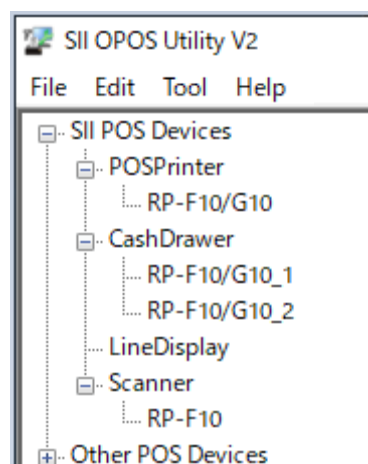 SII OPOS Utility V2
File Edit Tool Help
SII POS Devices
POSPrinter
RP-F10/G10
CashDrawer
RP-F10/G10_1
RP-F10/G10_2
LineDisplay
Scanner
RP-F10
Other POS Devices